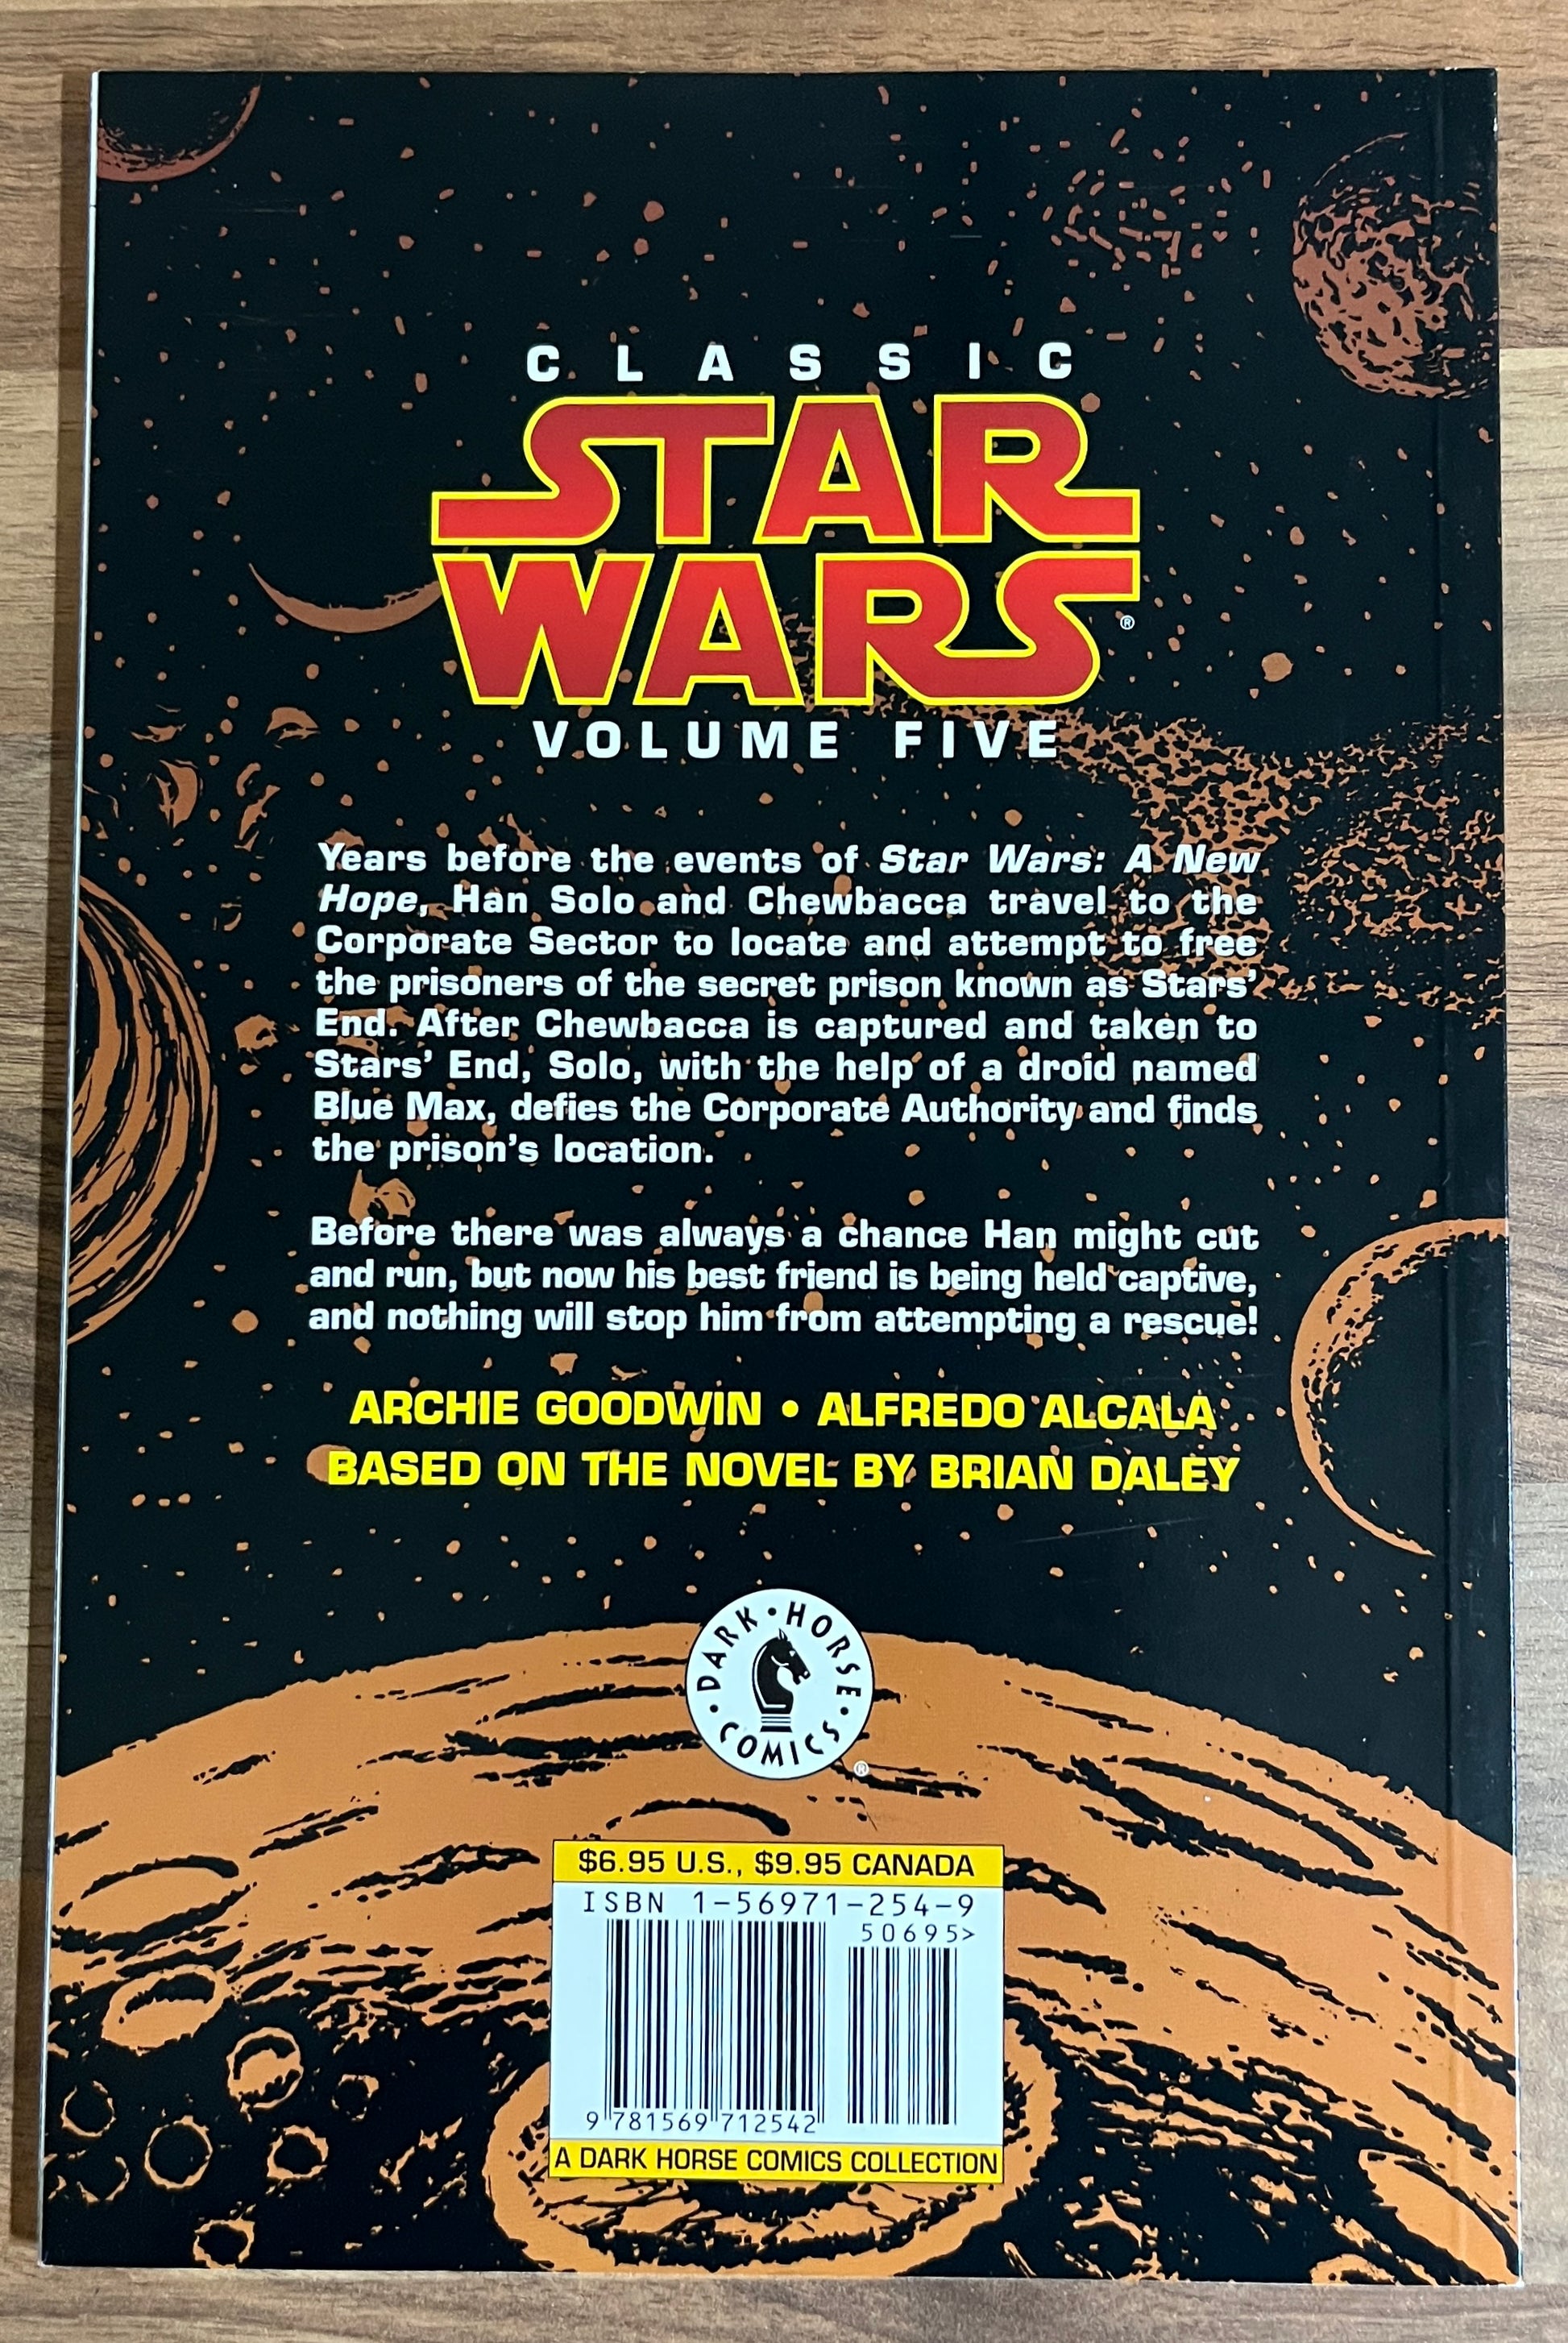 CLASSIC
STAR
WARS®
VOLUME FIVE
Years before the events of Star Wars: A New
Hope, Han Solo and Chewbacca travel to the
Corporate Sector to locate and attempt to free
the prisoners of the secret prison known as Stars’
End. After Chewbacca is captured and taken to
Stars’ End, Solo, with the help of a droid named
Blue Max, defies the Corporate Authority and finds
the prison’s location.
Before there was always a chance Han might cut
and run, but now his best friend is being held captive,
and nothing will stop him from attempting a rescue!
ARCHIE GOODWIN • ALFREDO ALCALA
BASED ON THE NOVEL BY BRIAN DALEY
DARK • HORSE • COMICS •
®
$6.95 U.S., $9.95 CANADA
ISBN 1-56971-254-9
50695>
9 781569 712542
A DARK HORSE COMICS COLLECTION